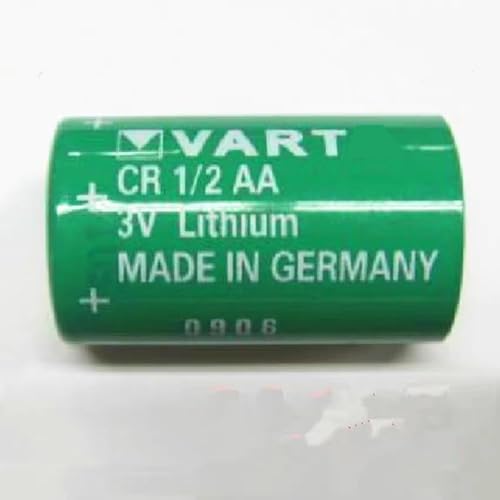 VART
CR 1/2 AA
3V Lithium
MADE IN GERMANY
0906
+
+
+